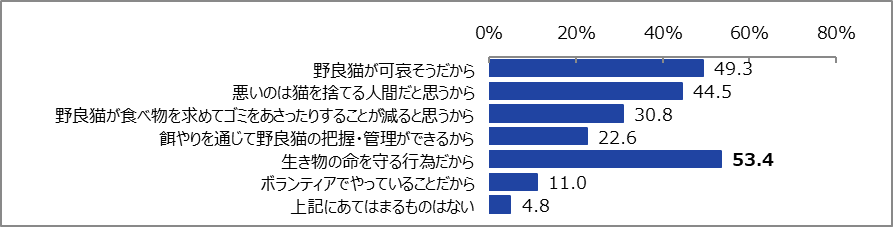 0% 20% 40% 60% 80%
野良猫が可哀そうだから 49.3
悪いのは猫を捨てる人間だと思うから 44.5
野良猫が食べ物を求めてゴミをあさったりすることが減ると思うから 30.8
餌やりを通じて野良猫の把握・管理ができるから 22.6
生き物の命を守る行為だから 53.4
ボランティアでやっていることだから 11.0
上記にあてはまるものはない 4.8